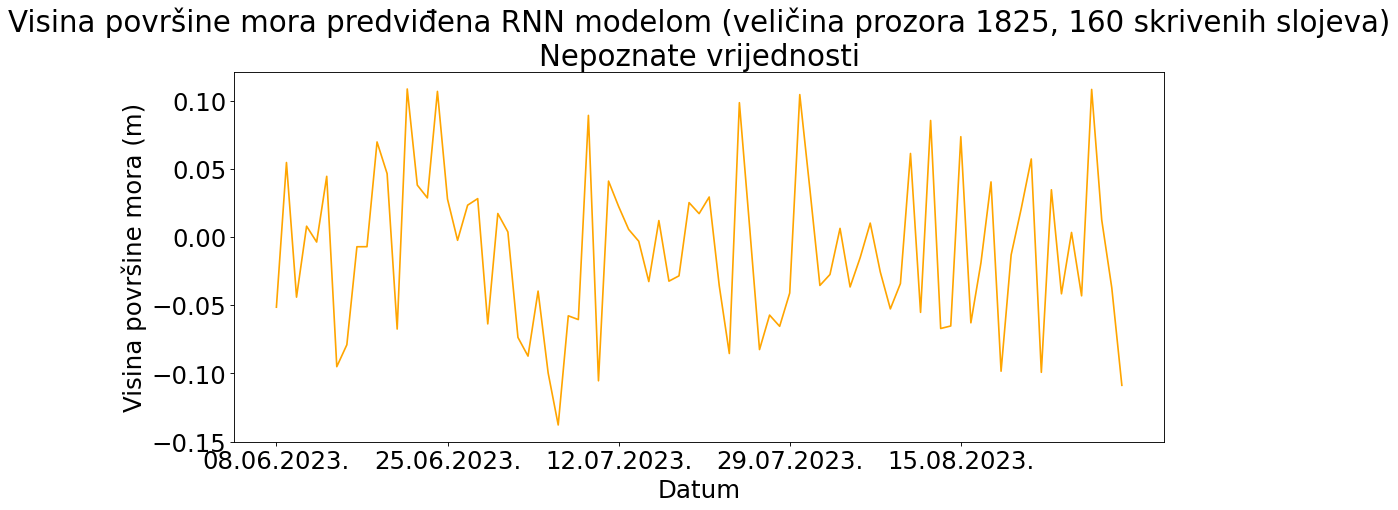 Visina površine mora predviđena RNN modelom (veličina prozora 1825, 160 skrivenih slojeva)
Nepoznate vrijednosti
Visina površine mora (m)
0.10
0.05
0.00
−0.05
−0.10
−0.15
08.06.2023.
25.06.2023.
12.07.2023.
29.07.2023.
15.08.2023.
Datum